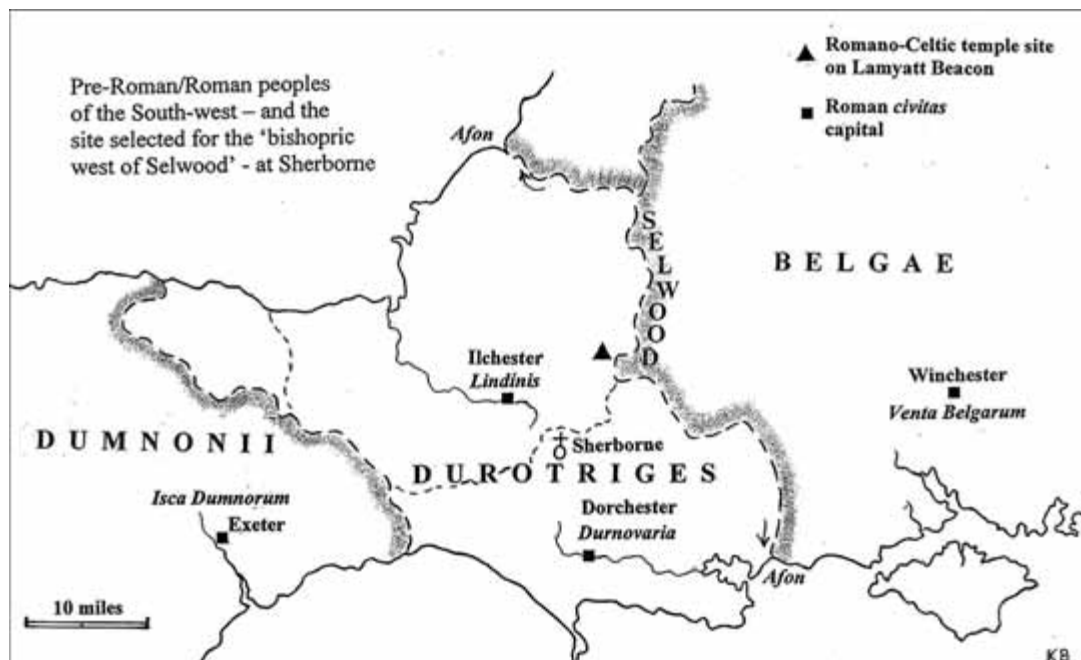 Pre-Roman/Roman peoples
of the South-west – and the
site selected for the 'bishopric
west of Selwood' - at Sherborne
Romano-Celtic temple site
on Lamyatt Beacon
Roman civitas
capital
Afon
SELWOOD
BELGAE
Ilchester
Lindinis
Winchester
Venta Belgarum
DUMNONII
Sherborne
DUROTRIGES
Isca Dumnorum
Exeter
Dorchester
Durnovaria
Afon
10 miles
KB